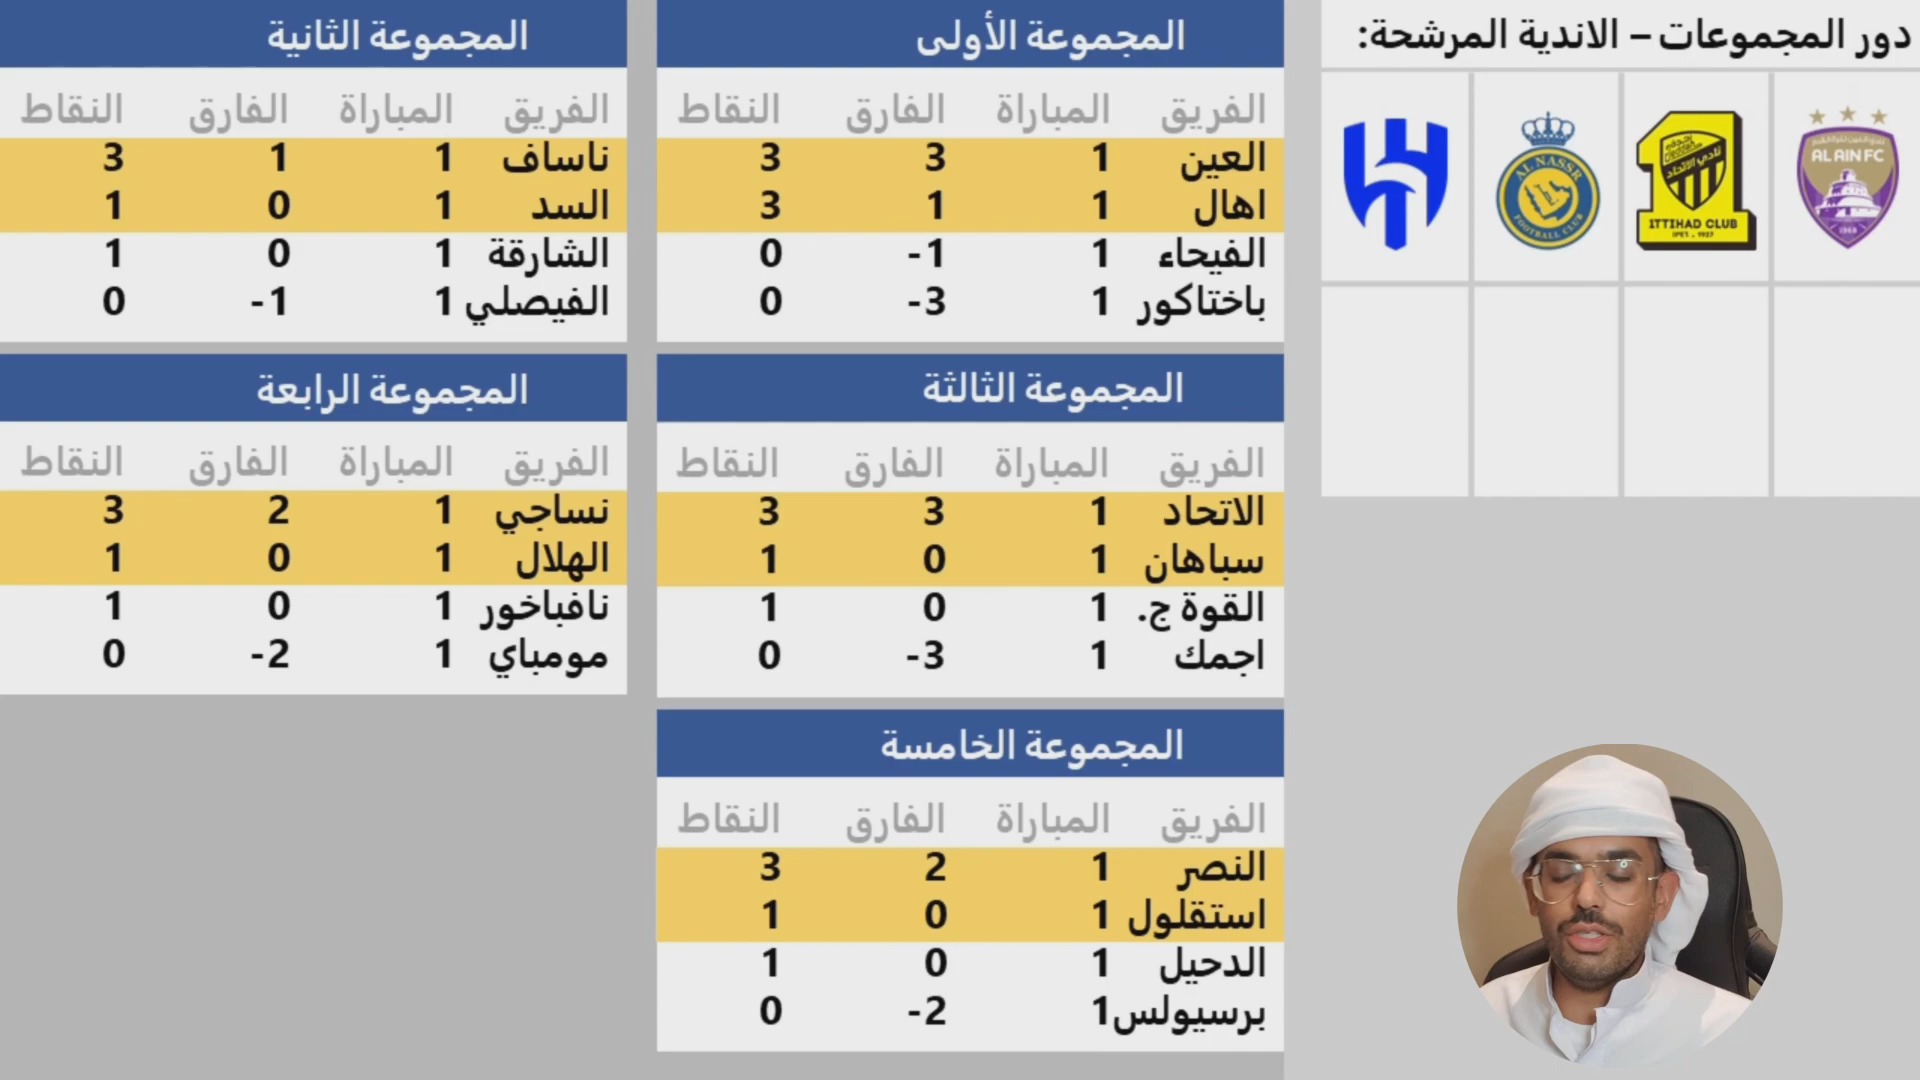 دور المجموعات – الاندية المرشحة:
AL AIN FC
1968
نادي الاتحاد
ITTIHAD CLUB
١٩٢٧ - 1927
AL NASSR
FOOTBALL CLUB
المجموعة الأولى
الفريق المباراة الفارق النقاط
العين 1 3 3
اهال 1 1 3
الفيحاء 1 -1 0
باختاكور 1 -3 0
المجموعة الثانية
الفريق المباراة الفارق النقاط
ناساف 1 1 3
السد 1 0 1
الشارقة 1 0 1
الفيصلي 1 -1 0
المجموعة الثالثة
الفريق المباراة الفارق النقاط
الاتحاد 1 3 3
سباهان 1 0 1
القوة ج. 1 0 1
اجمك 1 -3 0
المجموعة الرابعة
الفريق المباراة الفارق النقاط
نساجي 1 2 3
الهلال 1 0 1
نافباخور 1 0 1
مومباي 1 -2 0
المجموعة الخامسة
الفريق المباراة الفارق النقاط
النصر 1 2 3
استقلول 1 0 1
الدحيل 1 0 1
برسيولس 1 -2 0